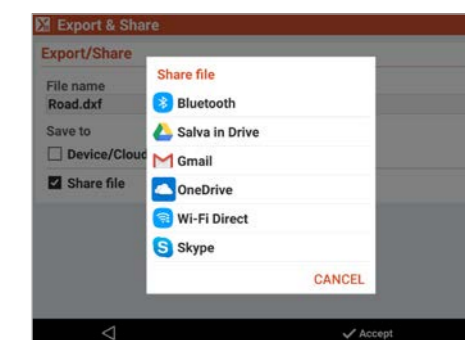 Export & Share
Export/Share
File name
Road.dxf
Save to
Device/Cloud
Share file
Share file
Bluetooth
Salva in Drive
Gmail
OneDrive
Wi-Fi Direct
Skype
CANCEL
Accept